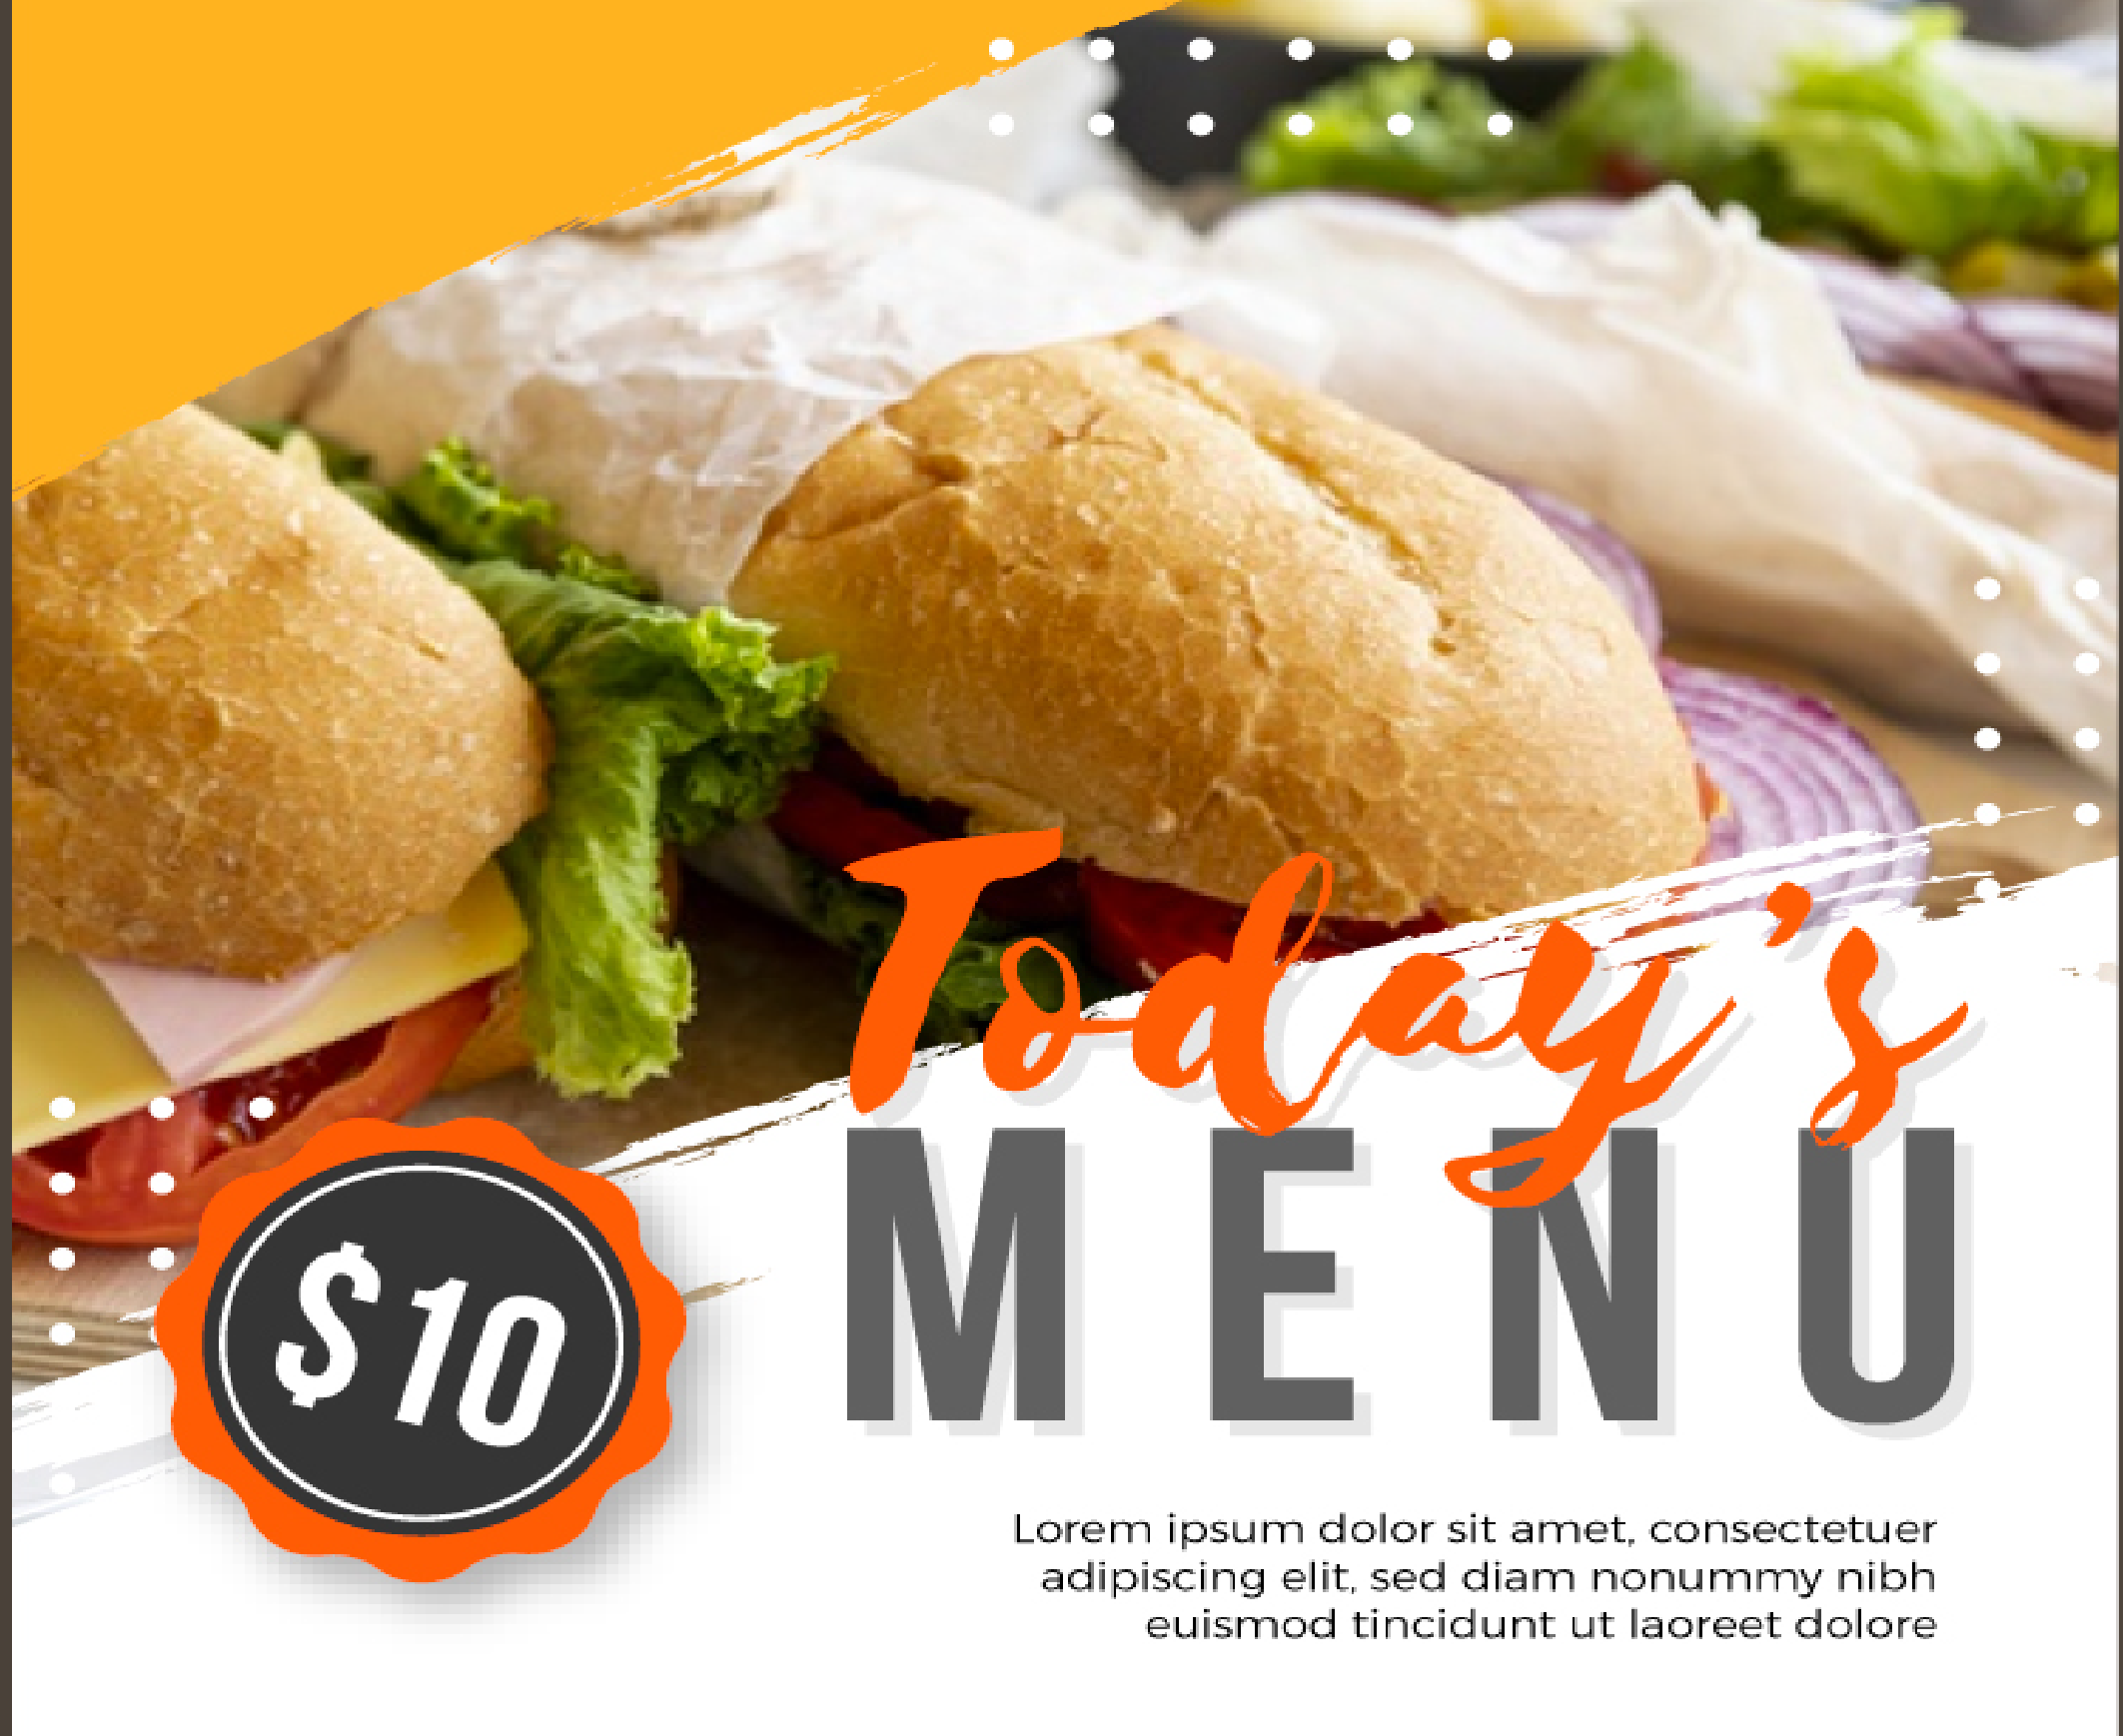 Today's
MENU
$10
Lorem ipsum dolor sit amet, consectetuer
adipiscing elit, sed diam nonummy nibh
euismod tincidunt ut laoreet dolore